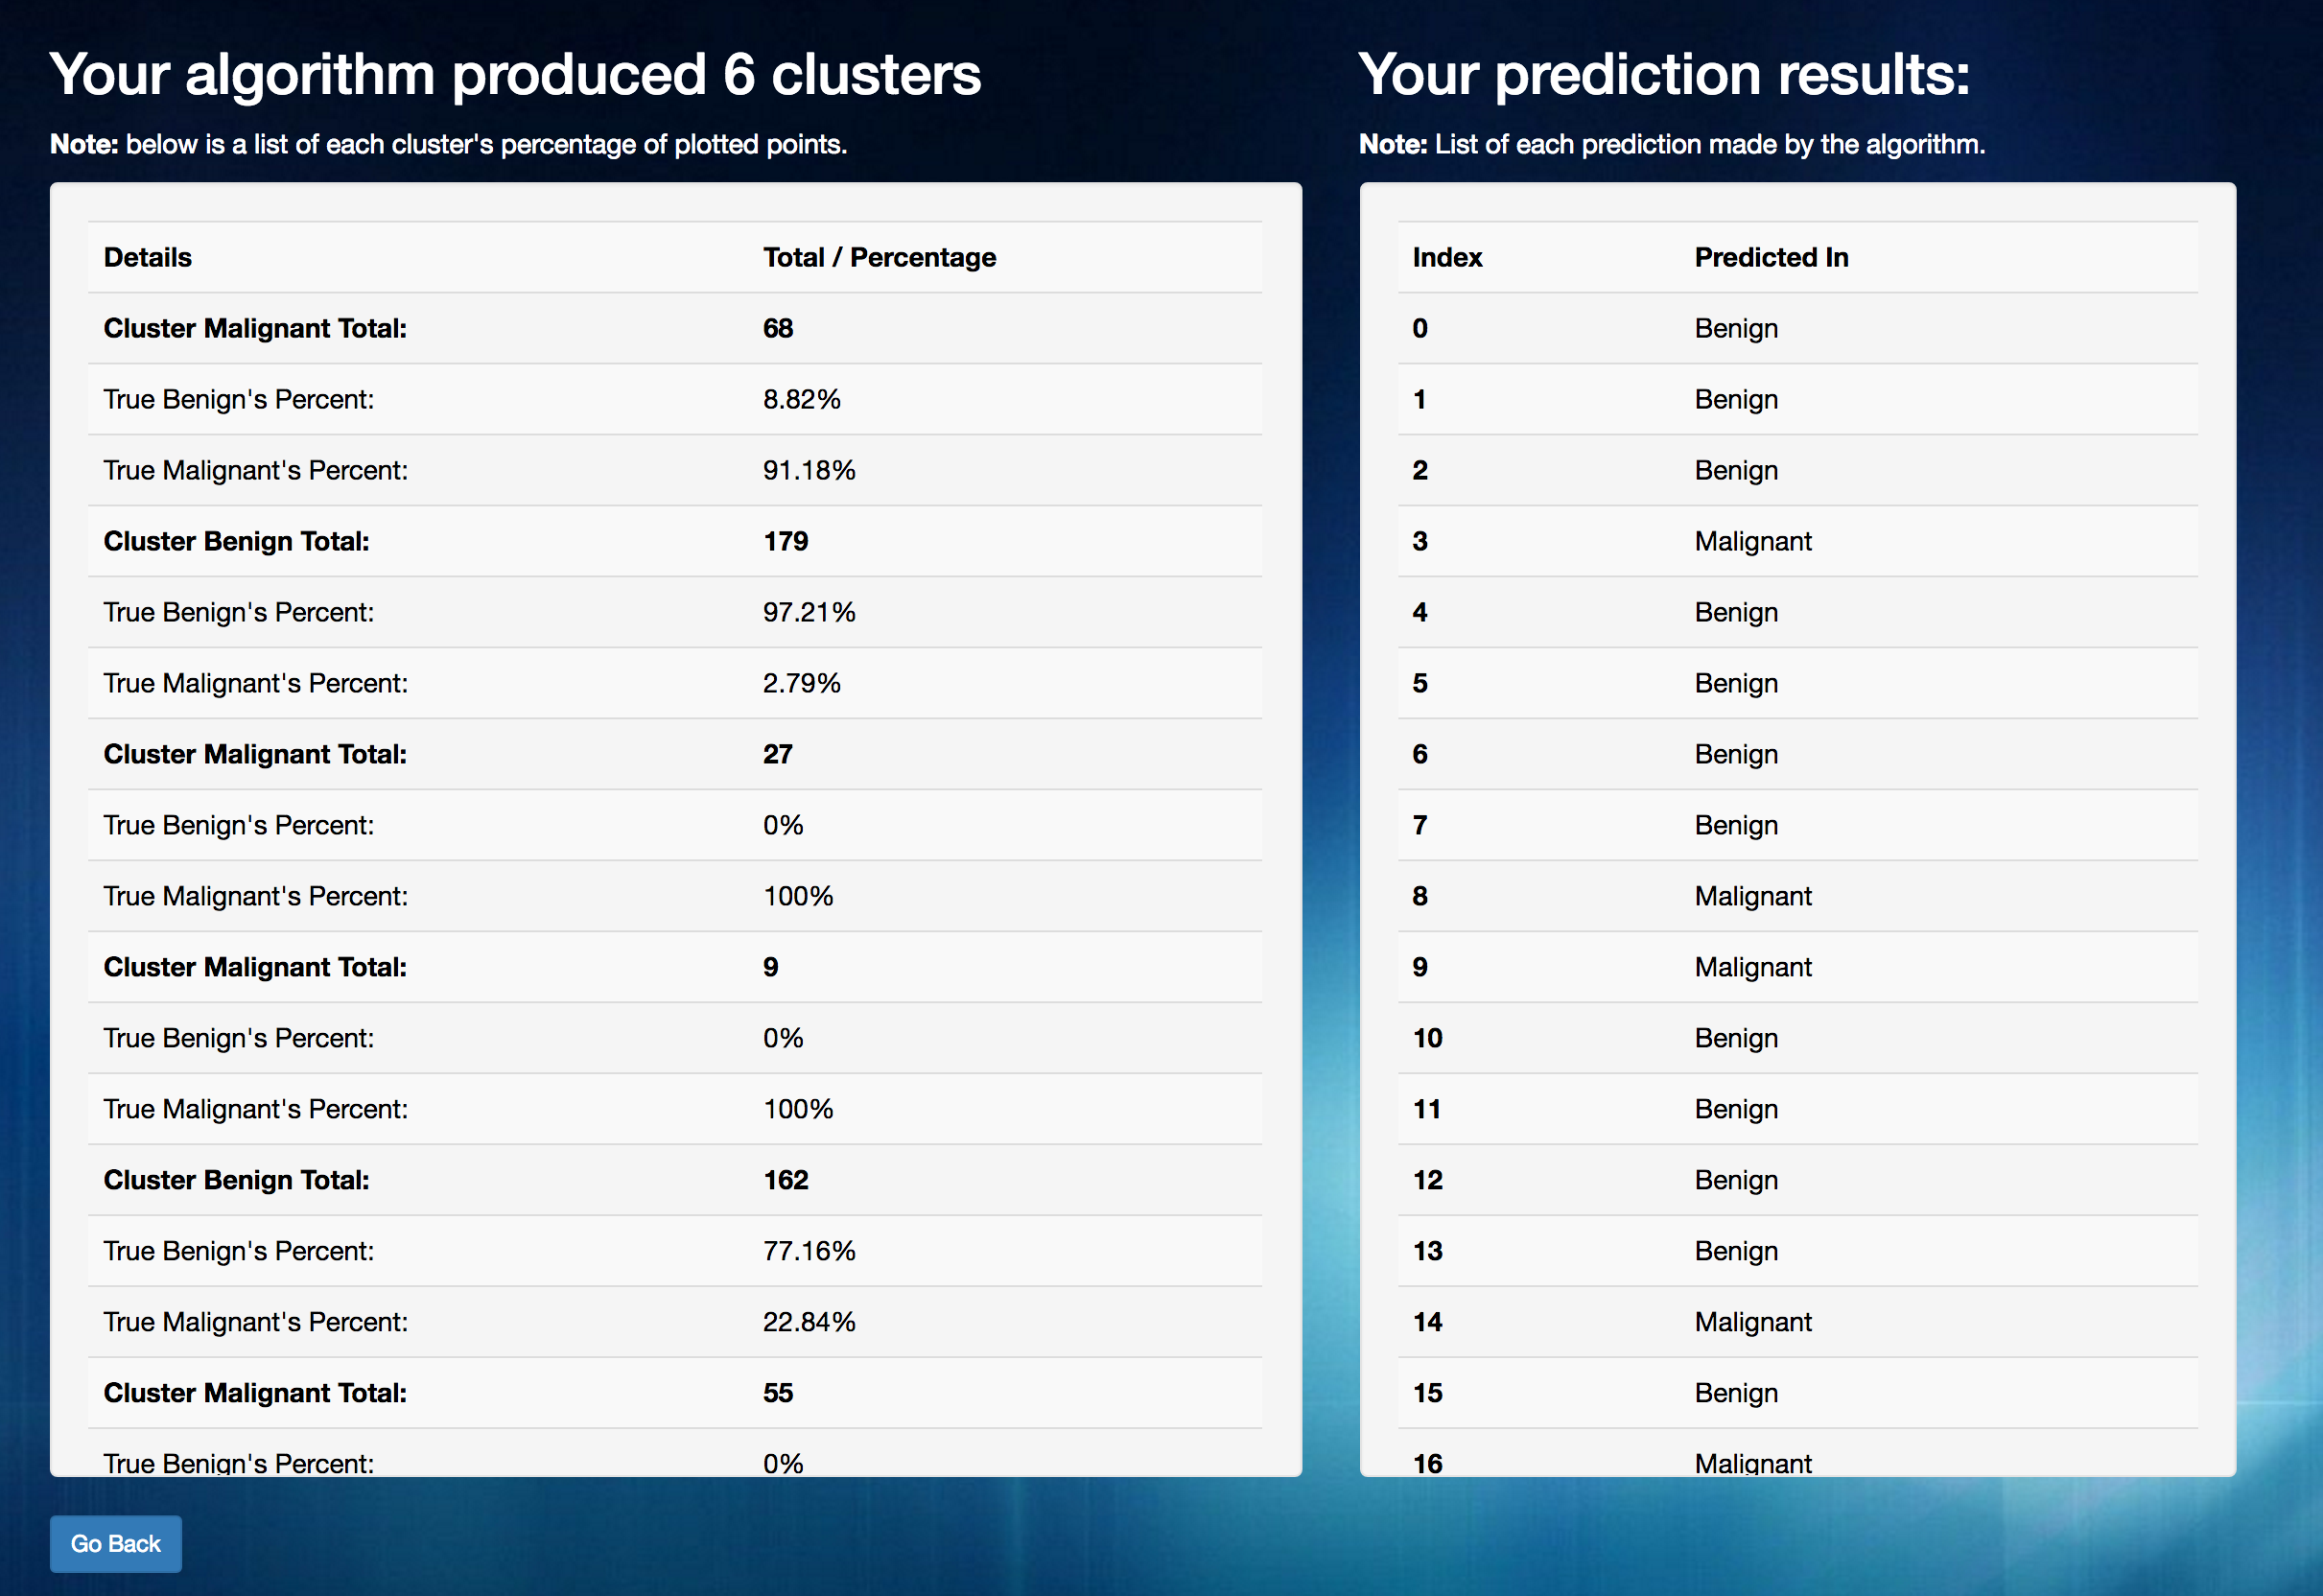 Your algorithm produced 6 clusters
Note: below is a list of each cluster's percentage of plotted points.
Details Total / Percentage
Cluster Malignant Total: 68
True Benign's Percent: 8.82%
True Malignant's Percent: 91.18%
Cluster Benign Total: 179
True Benign's Percent: 97.21%
True Malignant's Percent: 2.79%
Cluster Malignant Total: 27
True Benign's Percent: 0%
True Malignant's Percent: 100%
Cluster Malignant Total: 9
True Benign's Percent: 0%
True Malignant's Percent: 100%
Cluster Benign Total: 162
True Benign's Percent: 77.16%
True Malignant's Percent: 22.84%
Cluster Malignant Total: 55
True Benign's Percent: 0%
Go Back
Your prediction results:
Note: List of each prediction made by the algorithm.
Index Predicted In
0 Benign
1 Benign
2 Benign
3 Malignant
4 Benign
5 Benign
6 Benign
7 Benign
8 Malignant
9 Malignant
10 Benign
11 Benign
12 Benign
13 Benign
14 Malignant
15 Benign
16 Malignant